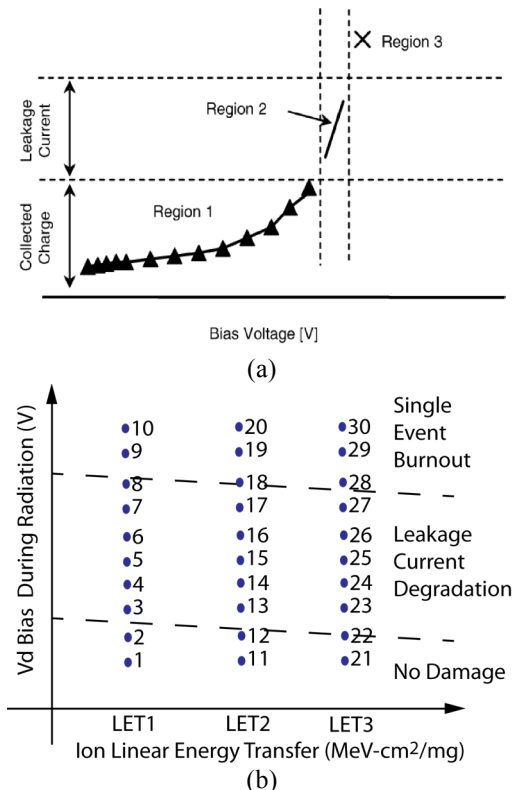 Region 3
Leakage
Current
Region 2
Region 1
Collected
Charge
Bias Voltage [V]
(a)
Vd Bias During Radiation (V)
Single
Event
Burnout
10 20 30
9 19 29
8 18 28
7 17 27
Leakage
Current
Degradation
6 16 26
5 15 25
4 14 24
3 13 23
2 12 22
1 11 21
No Damage
LET1 LET2 LET3
Ion Linear Energy Transfer (MeV-cm²/mg)
(b)